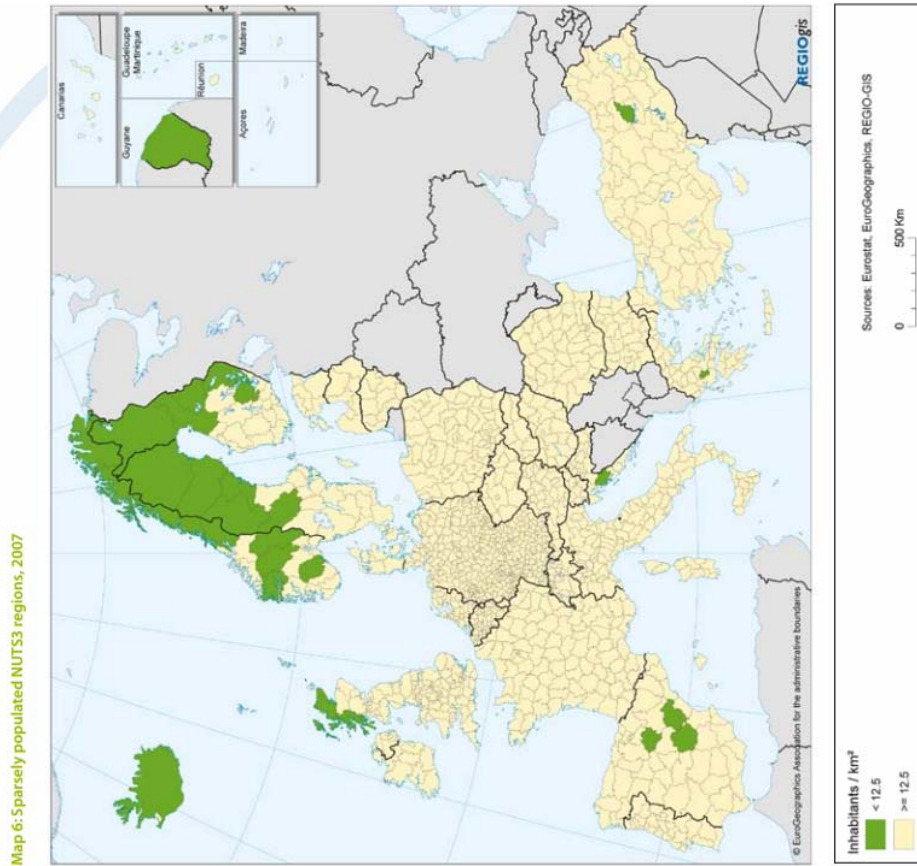 Map 6: Sparsely populated NUTS3 regions, 2007
Canarias
Guyane
Guadeloupe
Martinique
Réunion
Açores
Madeira
REGIOgis
© EuroGeographics Association for the administrative boundaries
Inhabitants / km²
< 12.5
>= 12.5
Sources: Eurostat, EuroGeographics, REGIO-GIS
0
500 Km